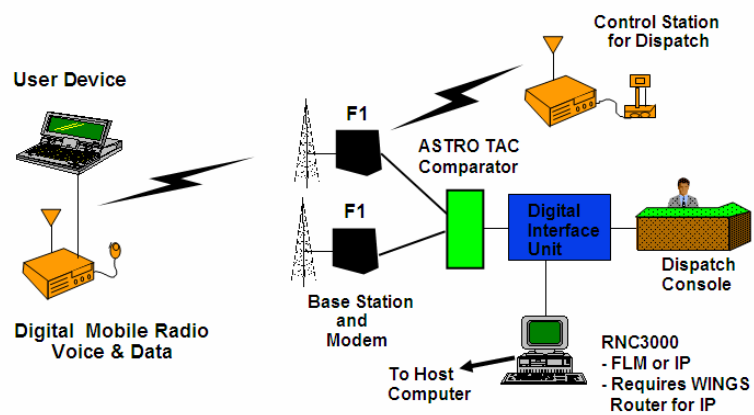 Control Station
for Dispatch
User Device
F1
ASTRO TAC
Comparator
F1
Digital
Interface
Unit
Dispatch
Console
Base Station
and
Modem
Digital Mobile Radio
Voice & Data
To Host
Computer
RNC3000
- FLM or IP
- Requires WINGS
Router for IP